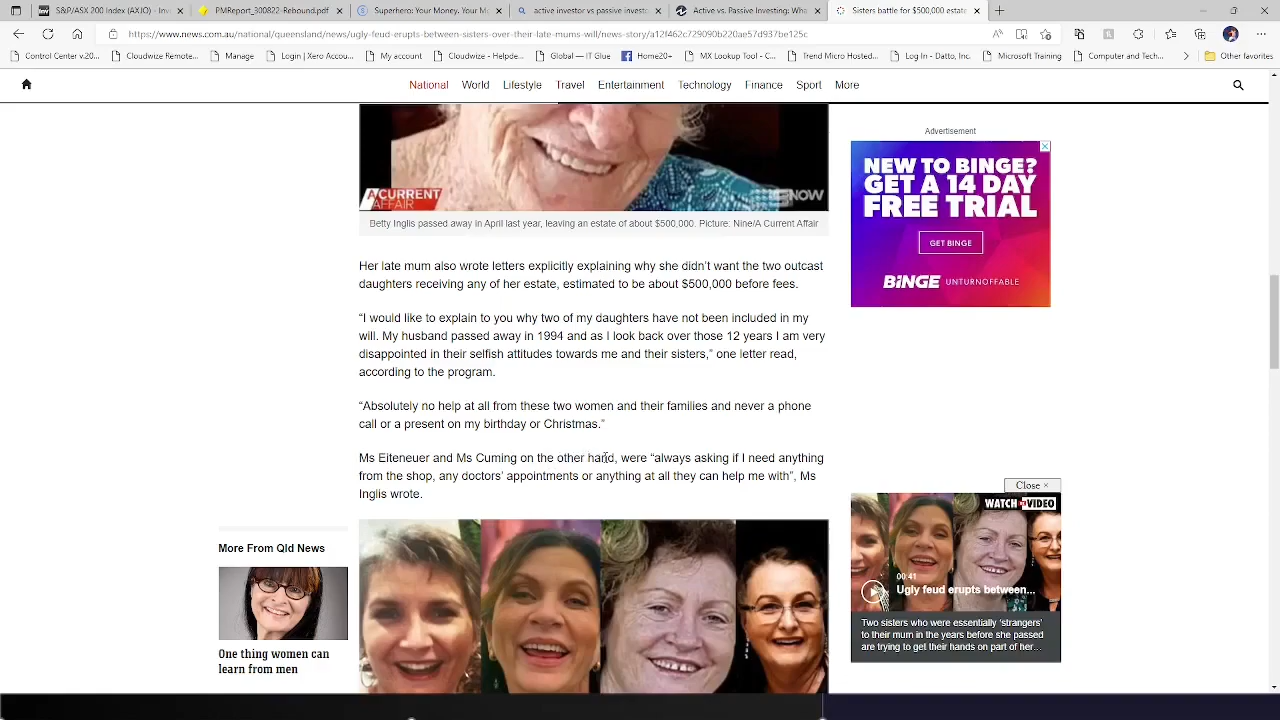 S&P/ASX 200 Index (AXJO) - Inve
PMReport_300822-Rebound.pdf
Superhero: Your Money. Your M
active investor vs passive investo
Active vs. Passive Investing: Wha
Sisters battle for $500,000 estate
https://www.news.com.au/national/queensland/news/ugly-feud-erupts-between-sisters-over-their-late-mums-will/news-story/a12f462c729090b220ae57d937be125c
Control Center v.20...
Cloudwize Remote...
Manage
Login | Xero Accou...
My account
Cloudwize - Helpde...
Global — IT Glue
Home20+
MX Lookup Tool - C...
Trend Micro Hosted...
Log In - Datto, Inc.
Microsoft Training
Computer and Tech...
Other favorites
National World Lifestyle Travel Entertainment Technology Finance Sport More
A CURRENT
AFFAIR
NOW
Betty Inglis passed away in April last year, leaving an estate of about $500,000. Picture: Nine/A Current Affair
Her late mum also wrote letters explicitly explaining why she didn’t want the two outcast
daughters receiving any of her estate, estimated to be about $500,000 before fees.
“I would like to explain to you why two of my daughters have not been included in my
will. My husband passed away in 1994 and as I look back over those 12 years I am very
disappointed in their selfish attitudes towards me and their sisters,” one letter read,
according to the program.
“Absolutely no help at all from these two women and their families and never a phone
call or a present on my birthday or Christmas.”
Ms Eiteneuer and Ms Cuming on the other hand, were “always asking if I need anything
from the shop, any doctors’ appointments or anything at all they can help me with”, Ms
Inglis wrote.
More From Qld News
One thing women can
learn from men
Advertisement
NEW TO BINGE?
GET A 14 DAY
FREE TRIAL
GET BINGE
BINGE UNTURNOFFABLE
Close ×
WATCH VIDEO
00:41
Ugly feud erupts between...
Two sisters who were essentially ‘strangers’
to their mum in the years before she passed
are trying to get their hands on part of her...